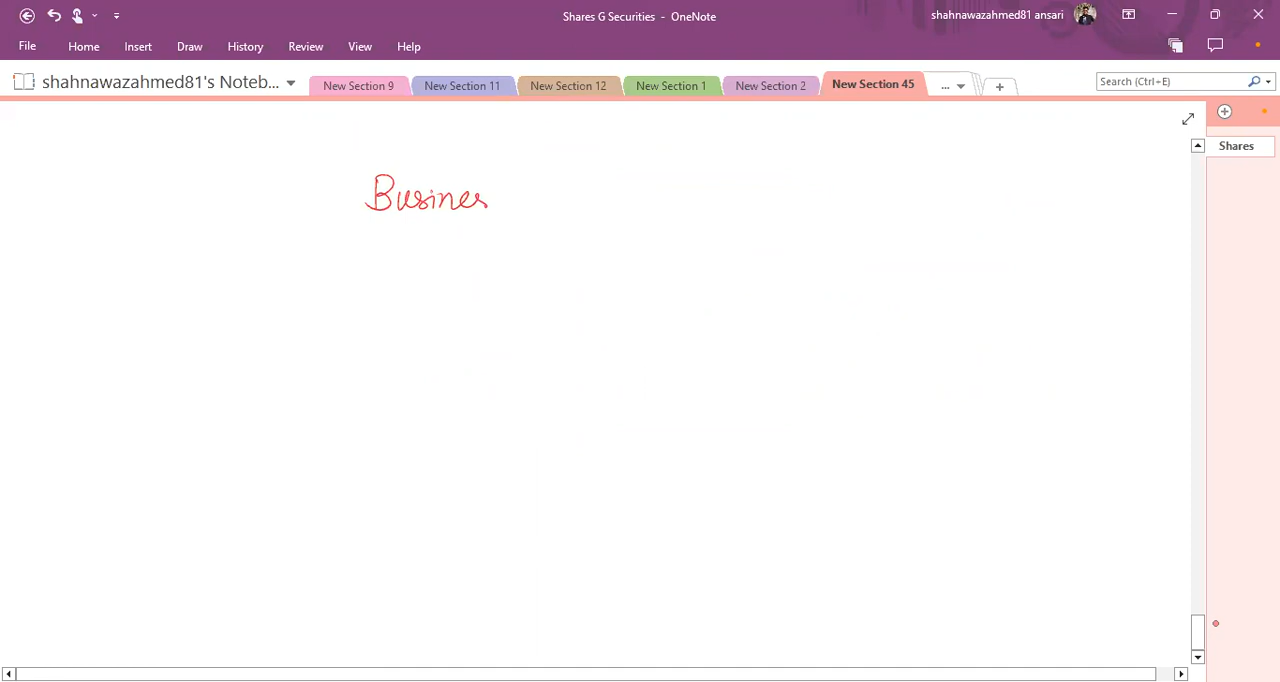 Shares G Securities - OneNote
shahnawazahmed81 ansari
File Home Insert Draw History Review View Help
shahnawazahmed81's Noteb... New Section 9 New Section 11 New Section 12 New Section 1 New Section 2 New Section 45 ... + Search (Ctrl+E)
Shares
Busines